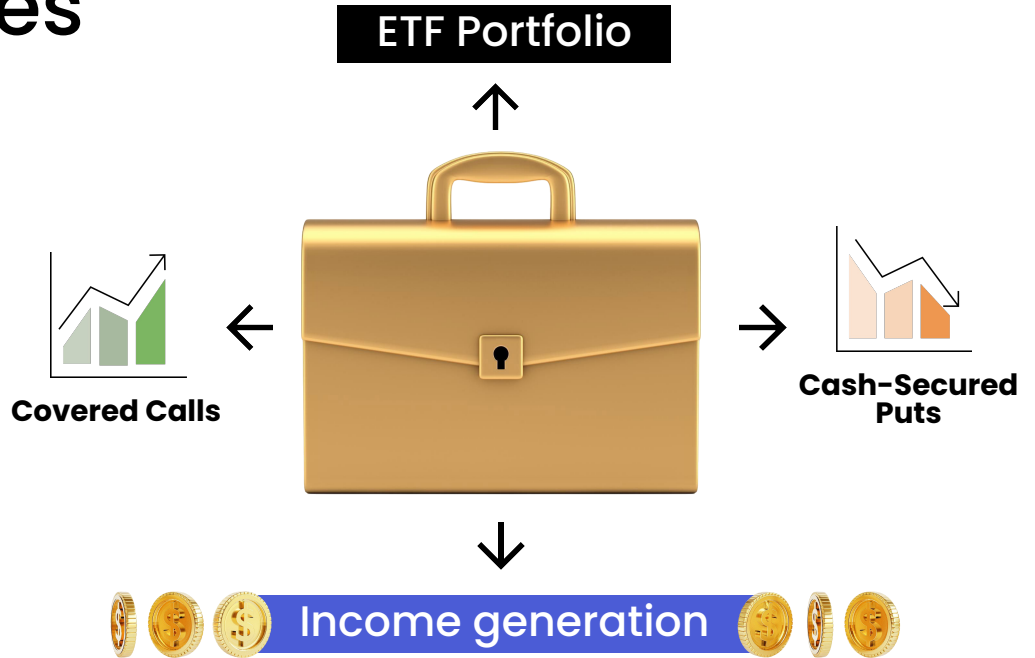 ETF Portfolio
Covered Calls
Cash-Secured
Puts
Income generation